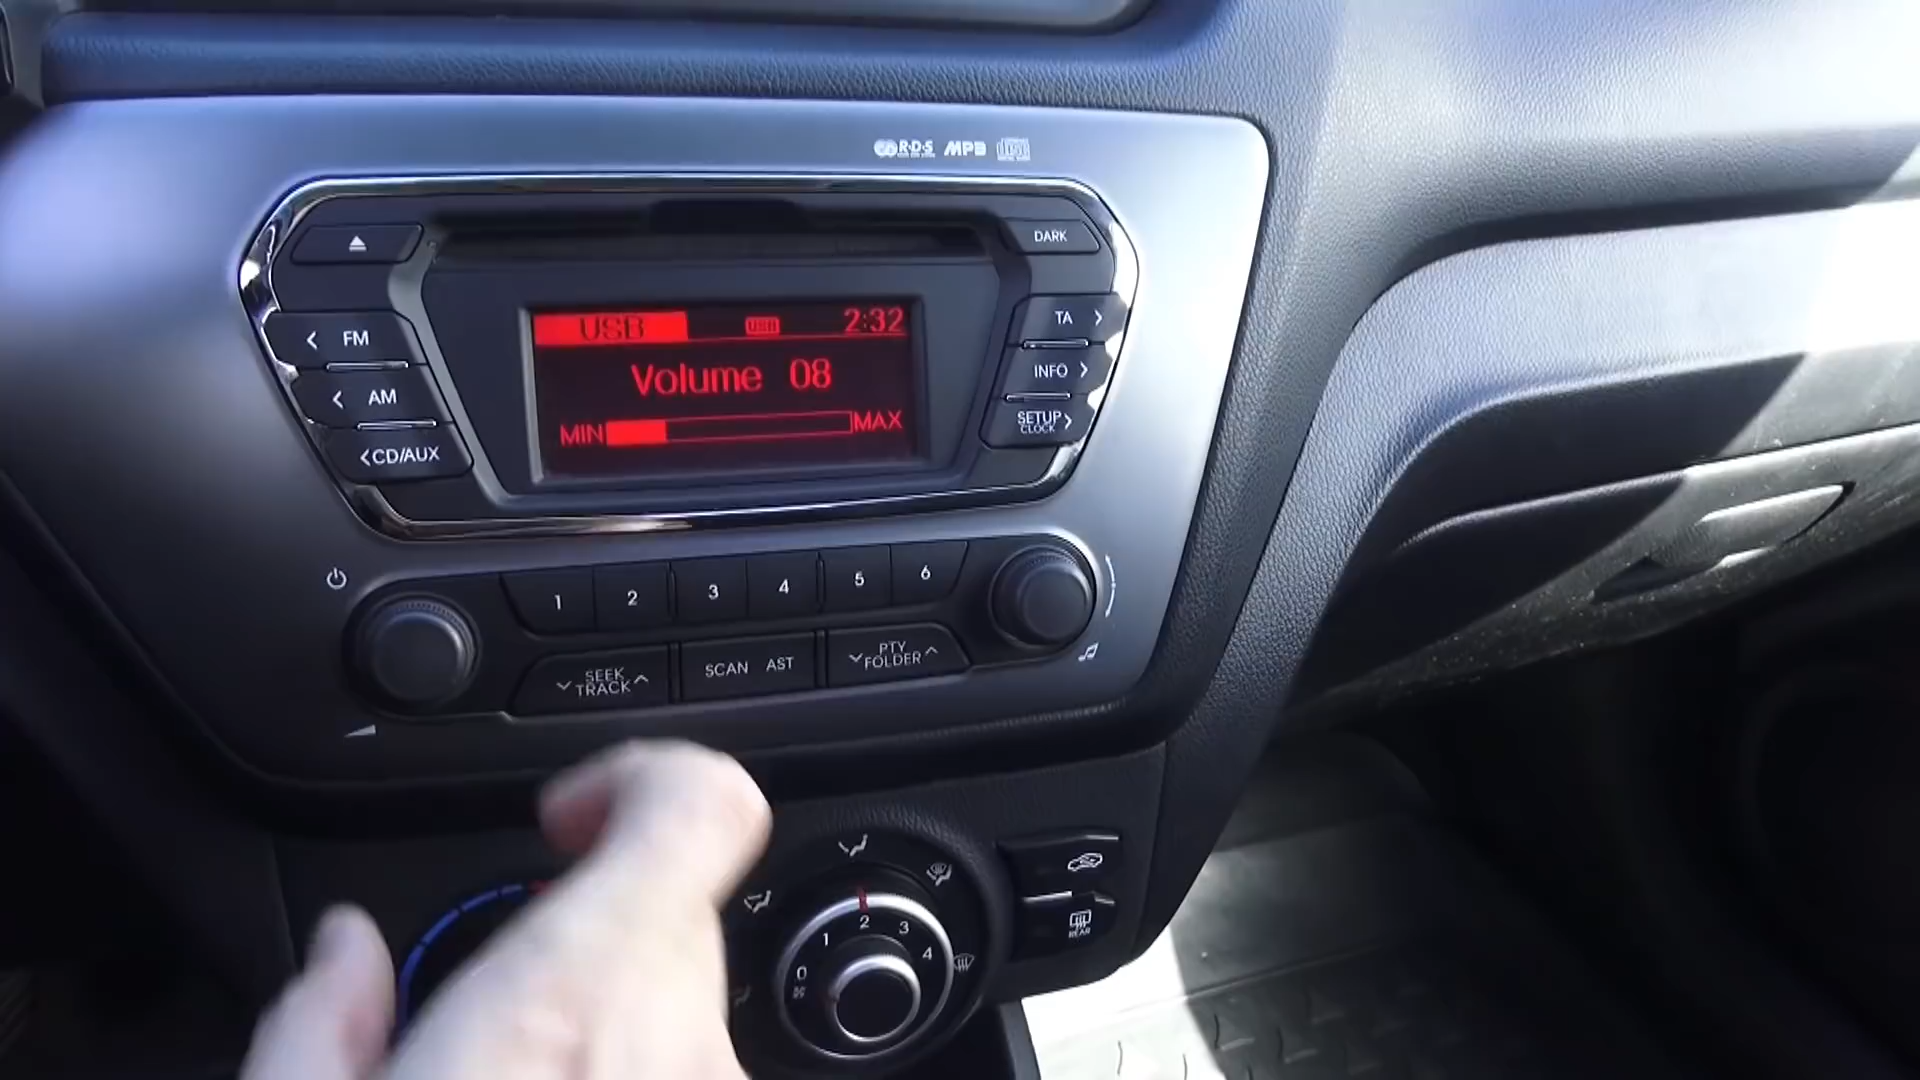 R·D·S MP3
DARK
USB USB 2:32
Volume 08
MIN MAX
FM
AM
CD/AUX
TA
INFO
SETUP
CLOCK
1 2 3 4 5 6
SEEK
TRACK
SCAN AST
PTY
FOLDER
0 1 2 3 4
REAR